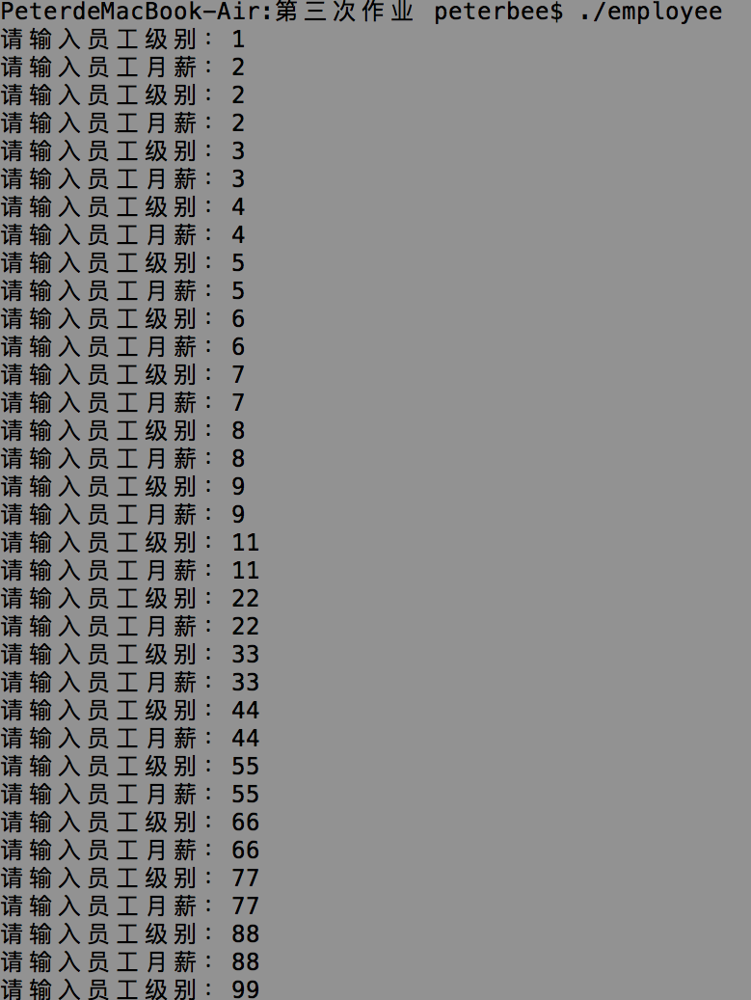 PeterdeMacBook-Air:第三次作业 peterbee$ ./employee
请输入员工级别： 1
请输入员工月薪： 2
请输入员工级别： 2
请输入员工月薪： 2
请输入员工级别： 3
请输入员工月薪： 3
请输入员工级别： 4
请输入员工月薪： 4
请输入员工级别： 5
请输入员工月薪： 5
请输入员工级别： 6
请输入员工月薪： 6
请输入员工级别： 7
请输入员工月薪： 7
请输入员工级别： 8
请输入员工月薪： 8
请输入员工级别： 9
请输入员工月薪： 9
请输入员工级别： 11
请输入员工月薪： 11
请输入员工级别： 22
请输入员工月薪： 22
请输入员工级别： 33
请输入员工月薪： 33
请输入员工级别： 44
请输入员工月薪： 44
请输入员工级别： 55
请输入员工月薪： 55
请输入员工级别： 66
请输入员工月薪： 66
请输入员工级别： 77
请输入员工月薪： 77
请输入员工级别： 88
请输入员工月薪： 88
请输入员工级别： 99